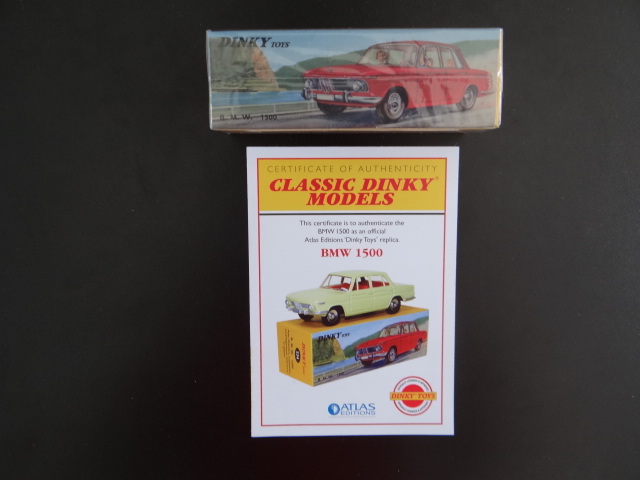 DINKY TOYS
B. M. W. 1500
CERTIFICATE OF AUTHENTICITY
CLASSIC DINKY®
MODELS
This certificate is to authenticate the
BMW 1500 as an official
Atlas Editions 'Dinky Toys' replica.
BMW 1500
DINKY TOYS
B. M. W. 1500
ATLAS
EDITIONS
DINKY TOYS